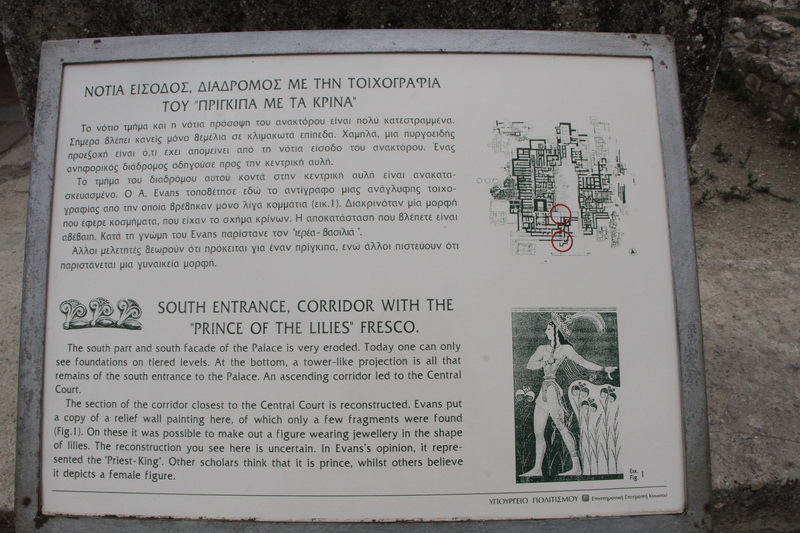 ΝΟΤΙΑ ΕΙΣΟΔΟΣ, ΔΙΑΔΡΟΜΟΣ ΜΕ ΤΗΝ ΤΟΙΧΟΓΡΑΦΙΑ
ΤΟΥ "ΠΡΙΓΚΙΠΑ ΜΕ ΤΑ ΚΡΙΝΑ"
Το νότιο τμήμα και η νότια πρόσοψη του ανακτόρου είναι πολύ κατεστραμμένα.
Σημερα βλέπει κανείς μόνο θεμέλια σε κλιμακωτά επίπεδα. Χαμηλά, μια πυργοειδής
προεξοχή είναι ό,τι έχει απομείνει από τη νότια είσοδο του ανακτόρου. Ένας
ανηφορικός διάδρομος οδηγούσε προς την κεντρική αυλή.
Το τμήμα του διαδρόμου αυτού κοντά στην κεντρική αυλή είναι ανακατα-
σκευασμένο. Ο Α. Evans τοποθέτησε εδώ το αντίγραφο μιας ανάγλυφης τοιχο-
γραφίας από την οποία βρέθηκαν μόνο λίγα κομμάτια (εικ.1). Διακρινόταν μία μορφή
που έφερε κοσμήματα, που είχαν το σχήμα κρίνων. Η αποκατάσταση που βλέπετε είναι
αβέβαιη. Κατά τη γνώμη του Evans παρίστανε τον "ιερέα- βασιλιά ".
Άλλοι μελετητές θεωρούν ότι πρόκειται για έναν πρίγκιπα, ενώ άλλοι πιστεύουν ότι
παριστάνεται μια γυναικεία μορφή.
SOUTH ENTRANCE, CORRIDOR WITH THE
"PRINCE OF THE LILIES" FRESCO.
The south part and south facade of the Palace is very eroded. Today one can only
see foundations on tiered levels. At the bottom, a tower-like projection is all that
remains of the south entrance to the Palace. An ascending corridor led to the Central
Court.
The section of the corridor closest to the Central Court is reconstructed. Evans put
a copy of a relief wall painting here, of which only a few fragments were found
(Fig.1). On these it was possible to make out a figure wearing jewellery in the shape
of lilies. The reconstruction you see here is uncertain. In Evans's opinion, it repre-
sented the "Priest-King". Other scholars think that it is prince, whilst others believe
it depicts a female figure.
Εικ.
Fig. 1
ΥΠΟΥΡΓΕΙΟ ΠΟΛΙΤΙΣΜΟΥ Επιστημονική Επιτροπή Κνωσού